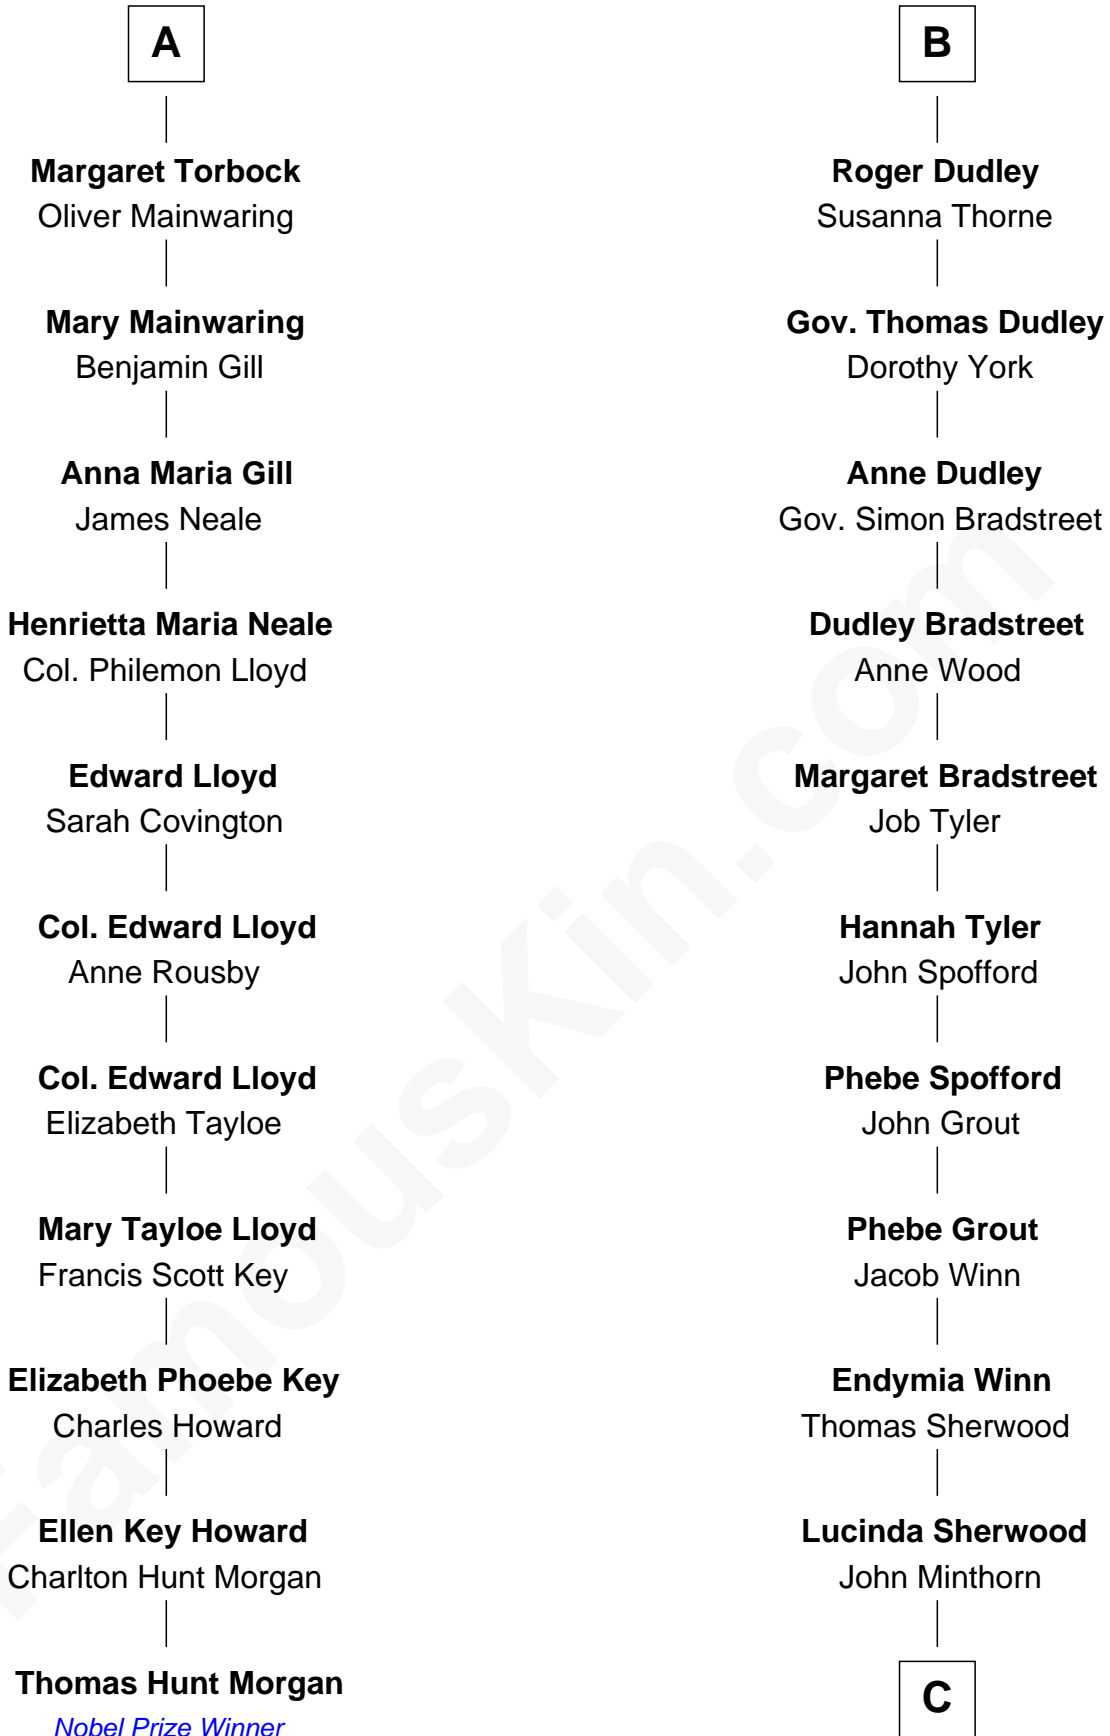 A
Margaret Torbock
Oliver Mainwaring
Mary Mainwaring
Benjamin Gill
Anna Maria Gill
James Neale
Henrietta Maria Neale
Col. Philemon Lloyd
Edward Lloyd
Sarah Covington
Col. Edward Lloyd
Anne Rousby
Col. Edward Lloyd
Elizabeth Tayloe
Mary Tayloe Lloyd
Francis Scott Key
Elizabeth Phoebe Key
Charles Howard
Ellen Key Howard
Charlton Hunt Morgan
Thomas Hunt Morgan
Nobel Prize Winner
B
Roger Dudley
Susanna Thorne
Gov. Thomas Dudley
Dorothy York
Anne Dudley
Gov. Simon Bradstreet
Dudley Bradstreet
Anne Wood
Margaret Bradstreet
Job Tyler
Hannah Tyler
John Spofford
Phebe Spofford
John Grout
Phebe Grout
Jacob Winn
Endymia Winn
Thomas Sherwood
Lucinda Sherwood
John Minthorn
C
FamousKin.com